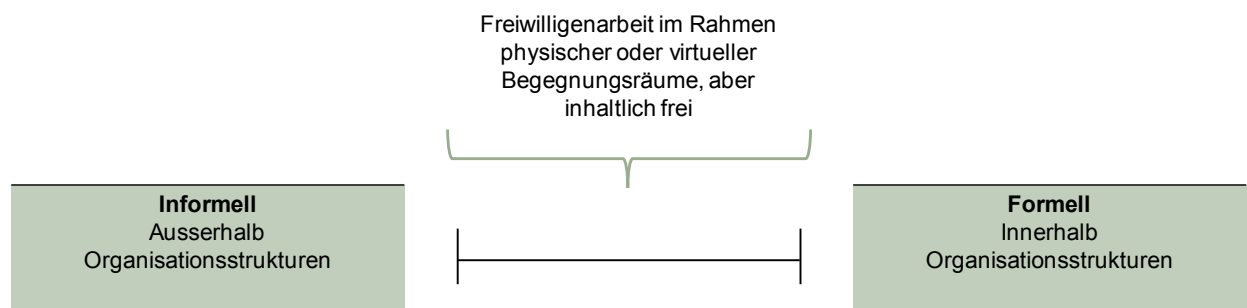 Freiwilligenarbeit im Rahmen
physischer oder virtueller
Begegnungsräume, aber
inhaltlich frei
Informell
Ausserhalb
Organisationsstrukturen
Formell
Innerhalb
Organisationsstrukturen